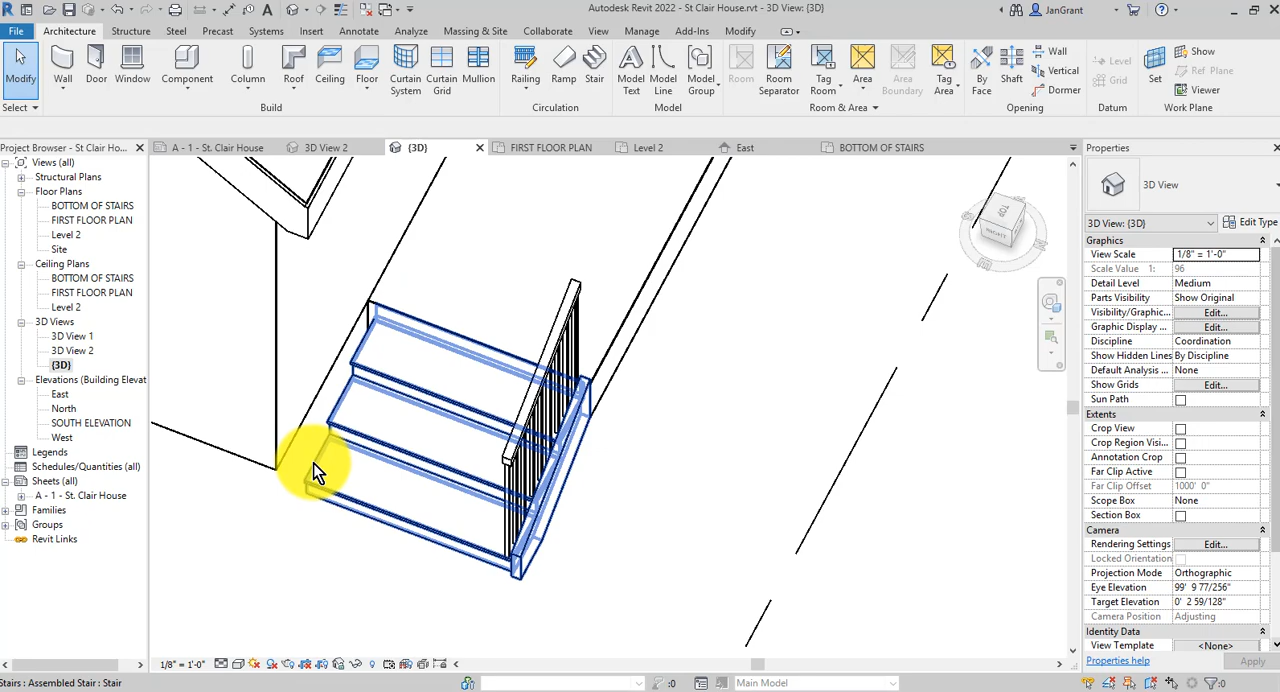 Autodesk Revit 2022 - St Clair House.rvt - 3D View: {3D}
JanGrant
File Architecture Structure Steel Precast Systems Insert Annotate Analyze Massing & Site Collaborate View Manage Add-Ins Modify
Modify Wall Door Window Component Column Roof Ceiling Floor Curtain System Curtain Grid Mullion Railing Ramp Stair Model Text Model Line Model Group Room Room Separator Tag Room Area Area Boundary Tag Area By Face Shaft Wall Vertical Dormer Level Grid Set Show Ref Plane Viewer
Select Build Circulation Model Room & Area Opening Datum Work Plane
Project Browser - St Clair Ho...
A - 1 - St. Clair House
3D View 2
{3D}
FIRST FLOOR PLAN
Level 2
East
BOTTOM OF STAIRS
Properties
Views (all)
Structural Plans
Floor Plans
BOTTOM OF STAIRS
FIRST FLOOR PLAN
Level 2
Site
Ceiling Plans
BOTTOM OF STAIRS
FIRST FLOOR PLAN
Level 2
3D Views
3D View 1
3D View 2
{3D}
Elevations (Building Elevat
East
North
SOUTH ELEVATION
West
Legends
Schedules/Quantities (all)
Sheets (all)
A - 1 - St. Clair House
Families
Groups
Revit Links
TOP
3D View
3D View: {3D} Edit Type
Graphics
View Scale 1/8" = 1'-0"
Scale Value 1: 96
Detail Level Medium
Parts Visibility Show Original
Visibility/Graphic... Edit...
Graphic Display ... Edit...
Discipline Coordination
Show Hidden Lines By Discipline
Default Analysis ... None
Show Grids Edit...
Sun Path
Extents
Crop View
Crop Region Visi...
Annotation Crop
Far Clip Active
Far Clip Offset 1000' 0"
Scope Box None
Section Box
Camera
Rendering Settings Edit...
Locked Orientation
Projection Mode Orthographic
Eye Elevation 99' 9 77/256"
Target Elevation 0' 2 59/128"
Camera Position Adjusting
Identity Data
View Template <None>
Properties help Apply
1/8" = 1'-0"
Stairs : Assembled Stair : Stair
:0
Main Model
:0